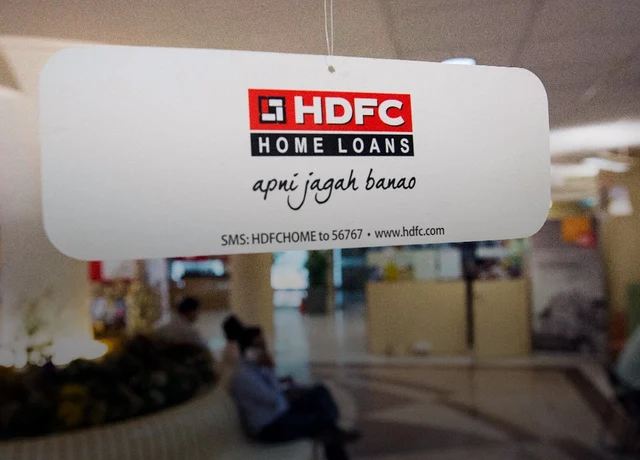 HDFC
HOME LOANS
apni jagah banao
SMS: HDFCHOME to 56767 • www.hdfc.com